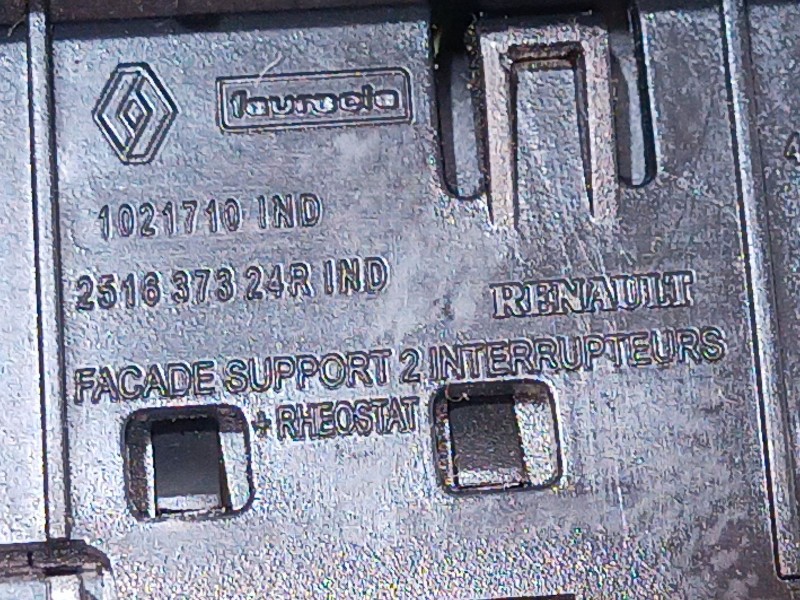 faurecia
1021710 IND
2516 373 24R IND
RENAULT
FACADE SUPPORT 2 INTERRUPTEURS
+ RHEOSTAT